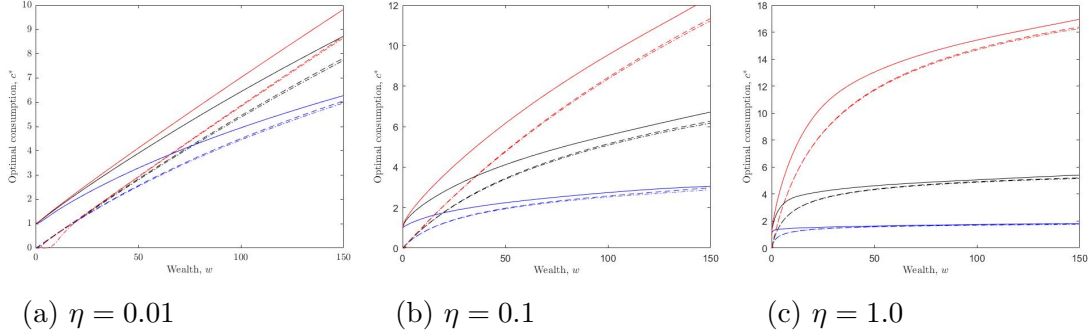 10
9
8
7
6
5
4
3
2
1
0
Optimal consumption, c*
0 50 100 150
Wealth, w
12
10
8
6
4
2
0
Optimal consumption, c*
0 50 100 150
Wealth, w
18
16
14
12
10
8
6
4
2
0
Optimal consumption, c*
0 50 100 150
Wealth, w
(a) η = 0.01
(b) η = 0.1
(c) η = 1.0